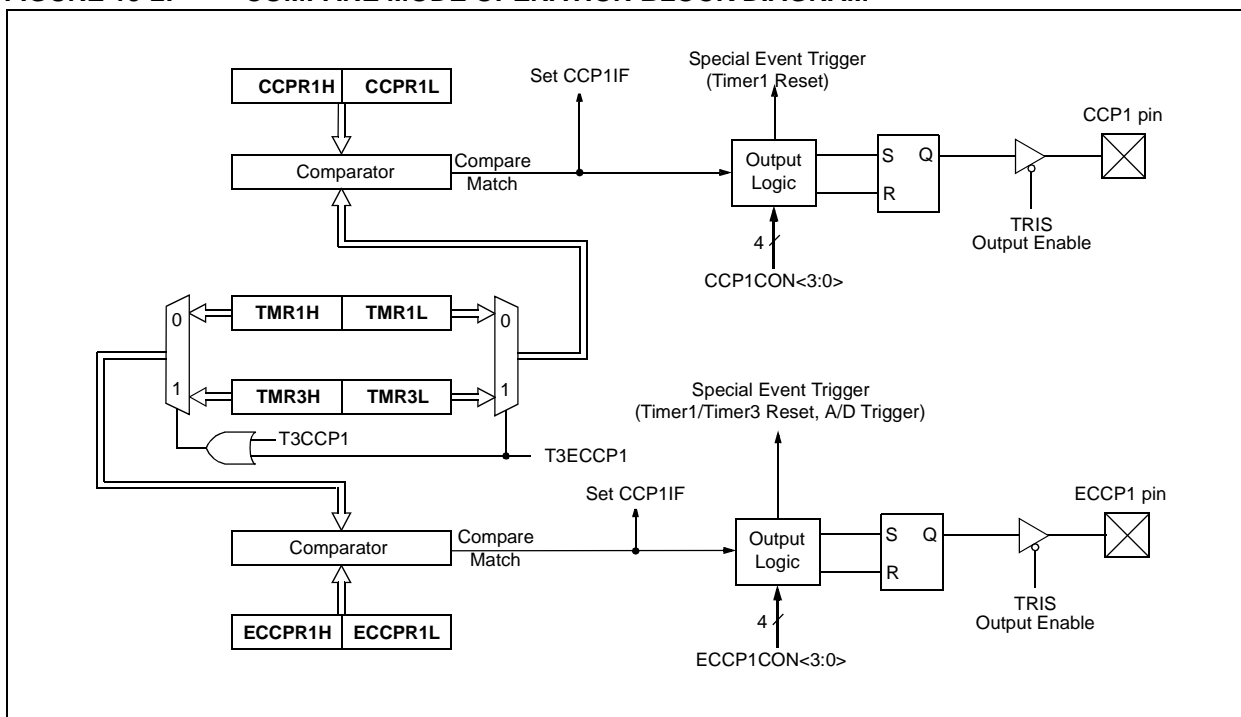 CCPR1H CCPR1L
Set CCP1IF
Special Event Trigger
(Timer1 Reset)
CCP1 pin
Comparator
Compare
Match
Output
Logic
S Q
R
TRIS
Output Enable
4
CCP1CON<3:0>
0
TMR1H TMR1L
0
1
TMR3H TMR3L
1
T3CCP1
T3ECCP1
Special Event Trigger
(Timer1/Timer3 Reset, A/D Trigger)
Set CCP1IF
ECCP1 pin
Comparator
Compare
Match
Output
Logic
S Q
R
TRIS
Output Enable
ECCPR1H ECCPR1L
4
ECCP1CON<3:0>